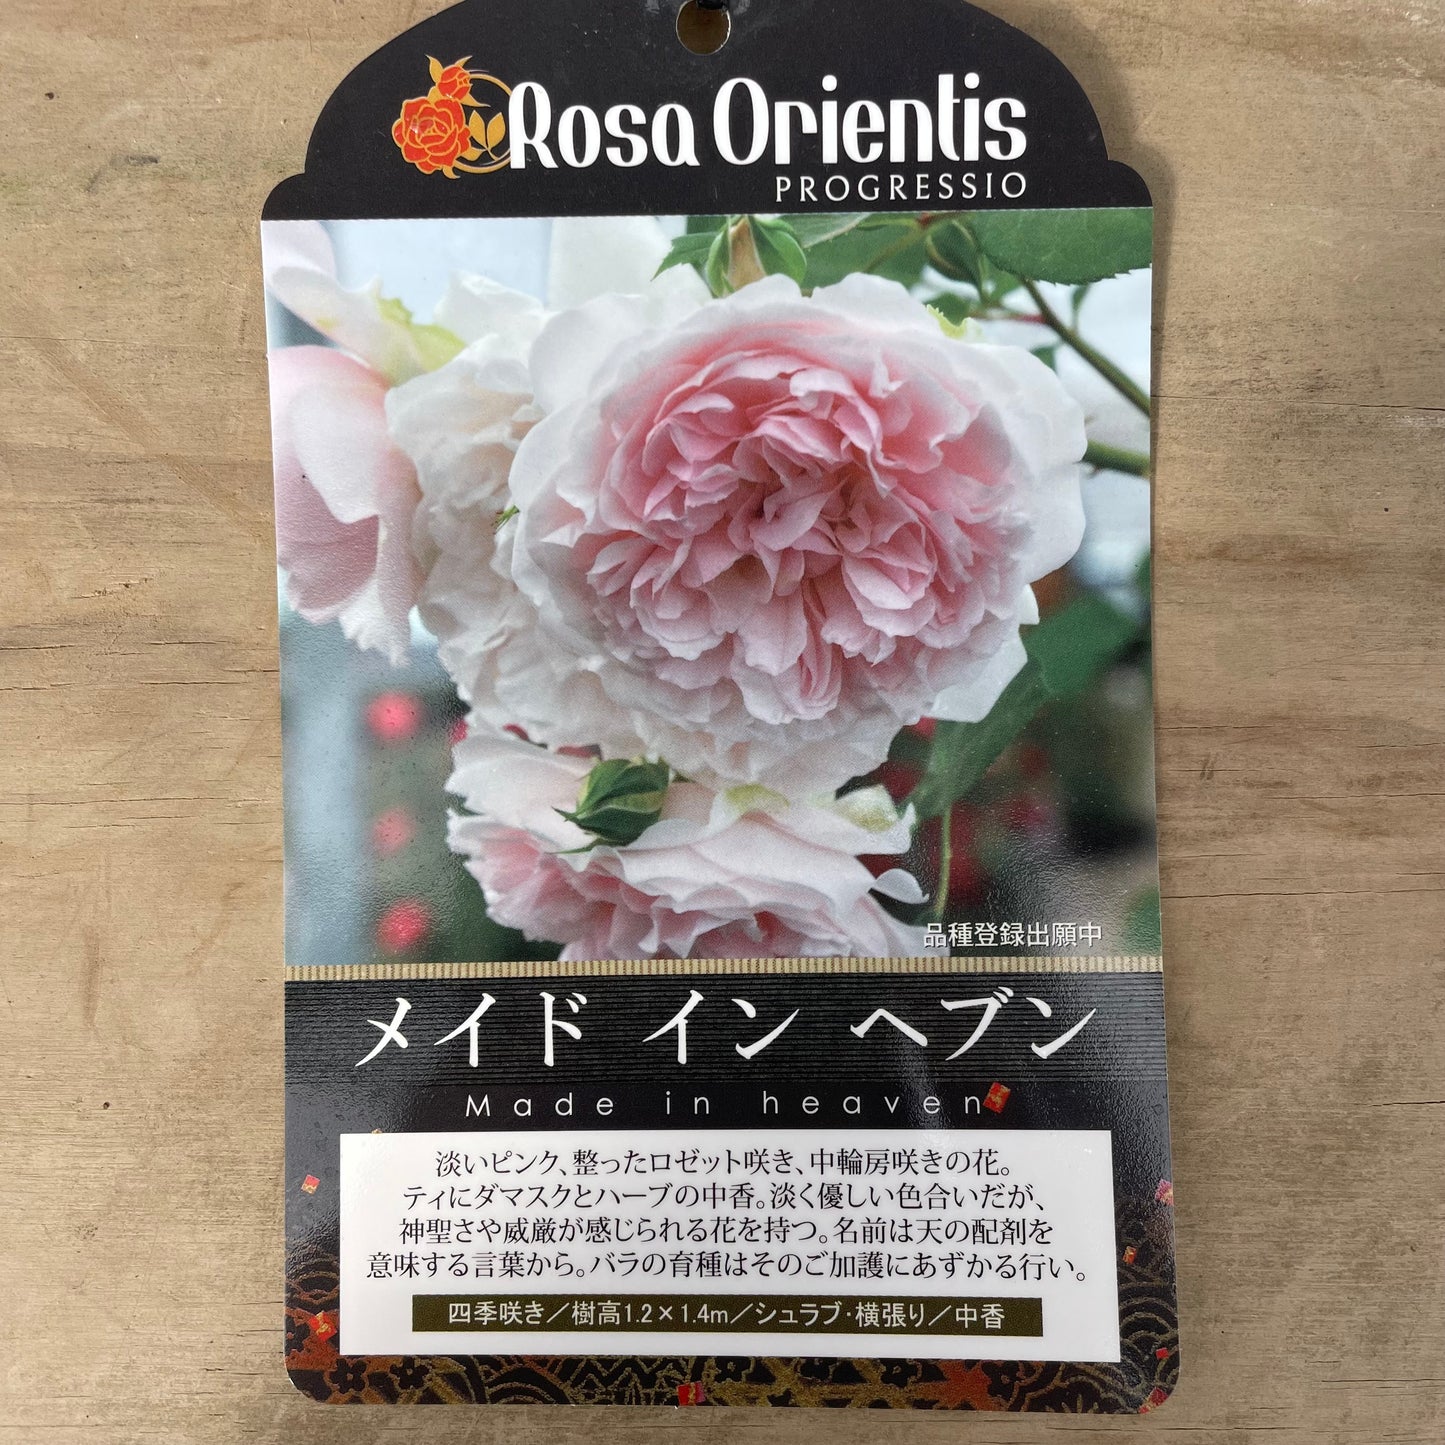 Rosa Orientis
PROGRESSIO
品種登録出願中
メイド イン ヘブン
Made in heaven
淡いピンク、整ったロゼット咲き、中輪房咲きの花。
ティにダマスクとハーブの中香。淡く優しい色合いだが、
神聖さや威厳が感じられる花を持つ。名前は天の配剤を
意味する言葉から。バラの育種はそのご加護にあずかる行い。
四季咲き／樹高1.2×1.4m／シュラブ・横張り／中香